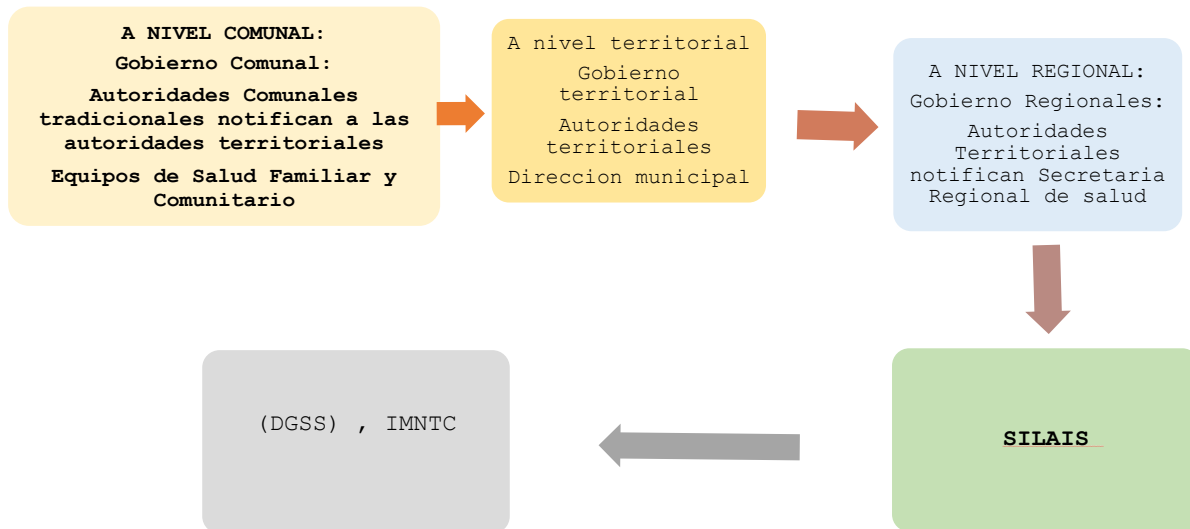 A NIVEL COMUNAL:
Gobierno Comunal:
Autoridades Comunales
tradicionales notifican a las
autoridades territoriales
Equipos de Salud Familiar y
Comunitario
A nivel territorial
Gobierno
territorial
Autoridades
territoriales
Direccion municipal
A NIVEL REGIONAL:
Gobierno Regionales:
Autoridades
Territoriales
notifican Secretaria
Regional de salud
SILAIS
(DGSS) , IMNTC